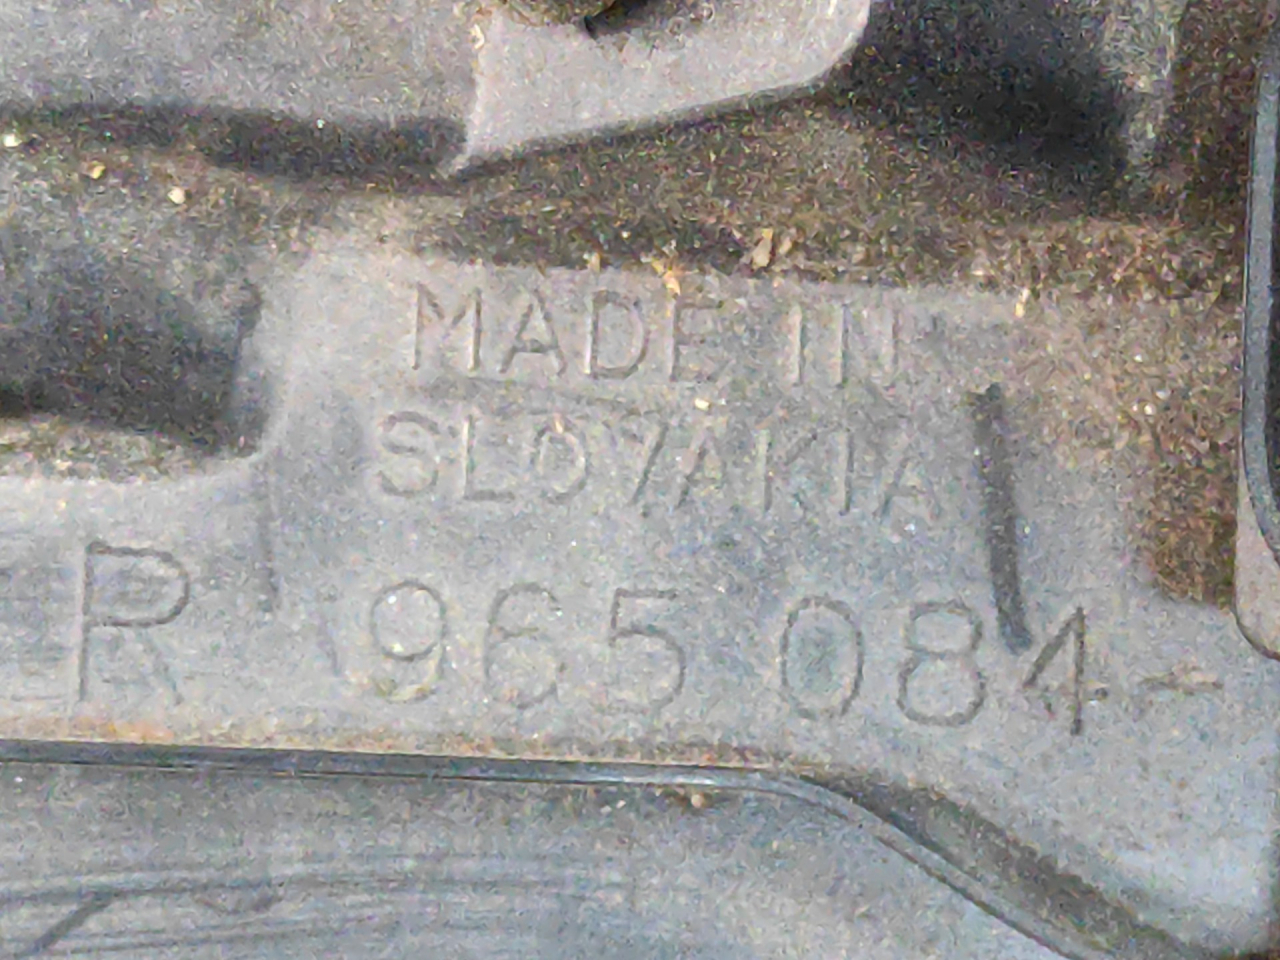 MADE IN
SLOVAKIA
R 965 084-